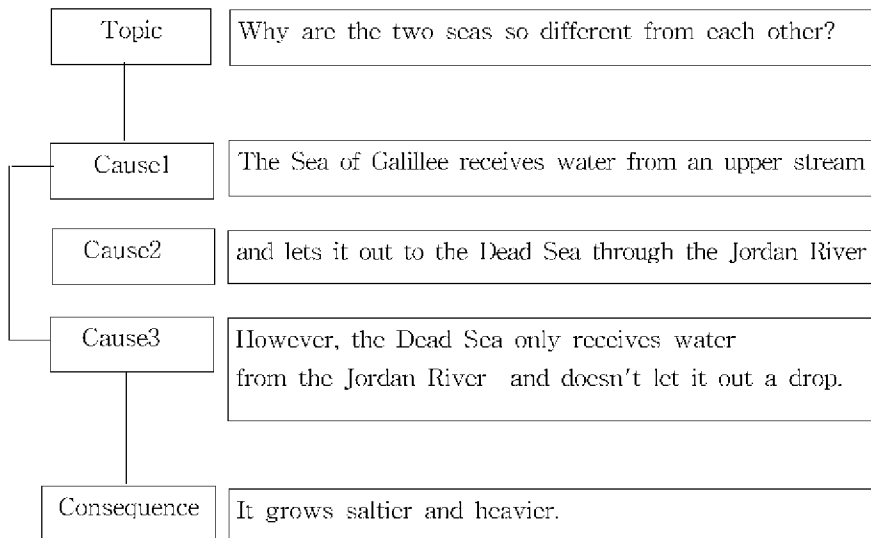 Topic
Why are the two seas so different from each other?
Cause1
The Sea of Galillee receives water from an upper stream
Cause2
and lets it out to the Dead Sea through the Jordan River
Cause3
However, the Dead Sea only receives water
from the Jordan River and doesn't let it out a drop.
Consequence
It grows saltier and heavier.